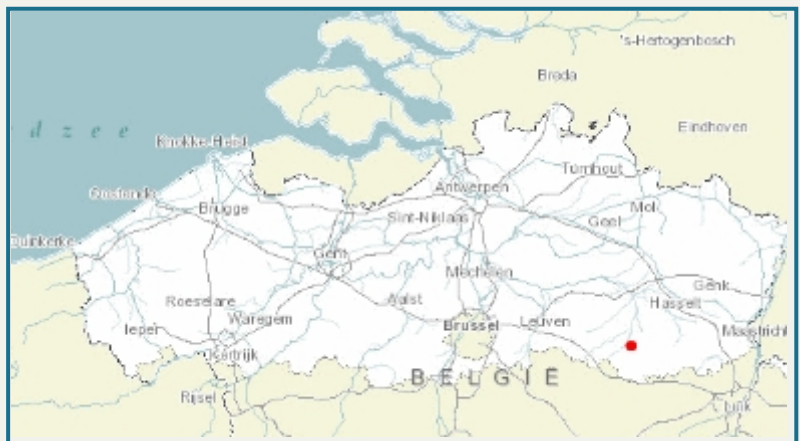 's-Hertogenbosch
Breda
Eindhoven
d z e e
Knokke-Heist
Turnhout
Antwerpen
Oostende
Brugge
Sint-Niklaas
Geel
Mol
Duinkerke
Gent
Mechelen
Genk
Roeselare
Aalst
Hasselt
Ieper
Waregem
Brussel
Leuven
Maastricht
Kortrijk
BELGIË
Rijsel
Luik